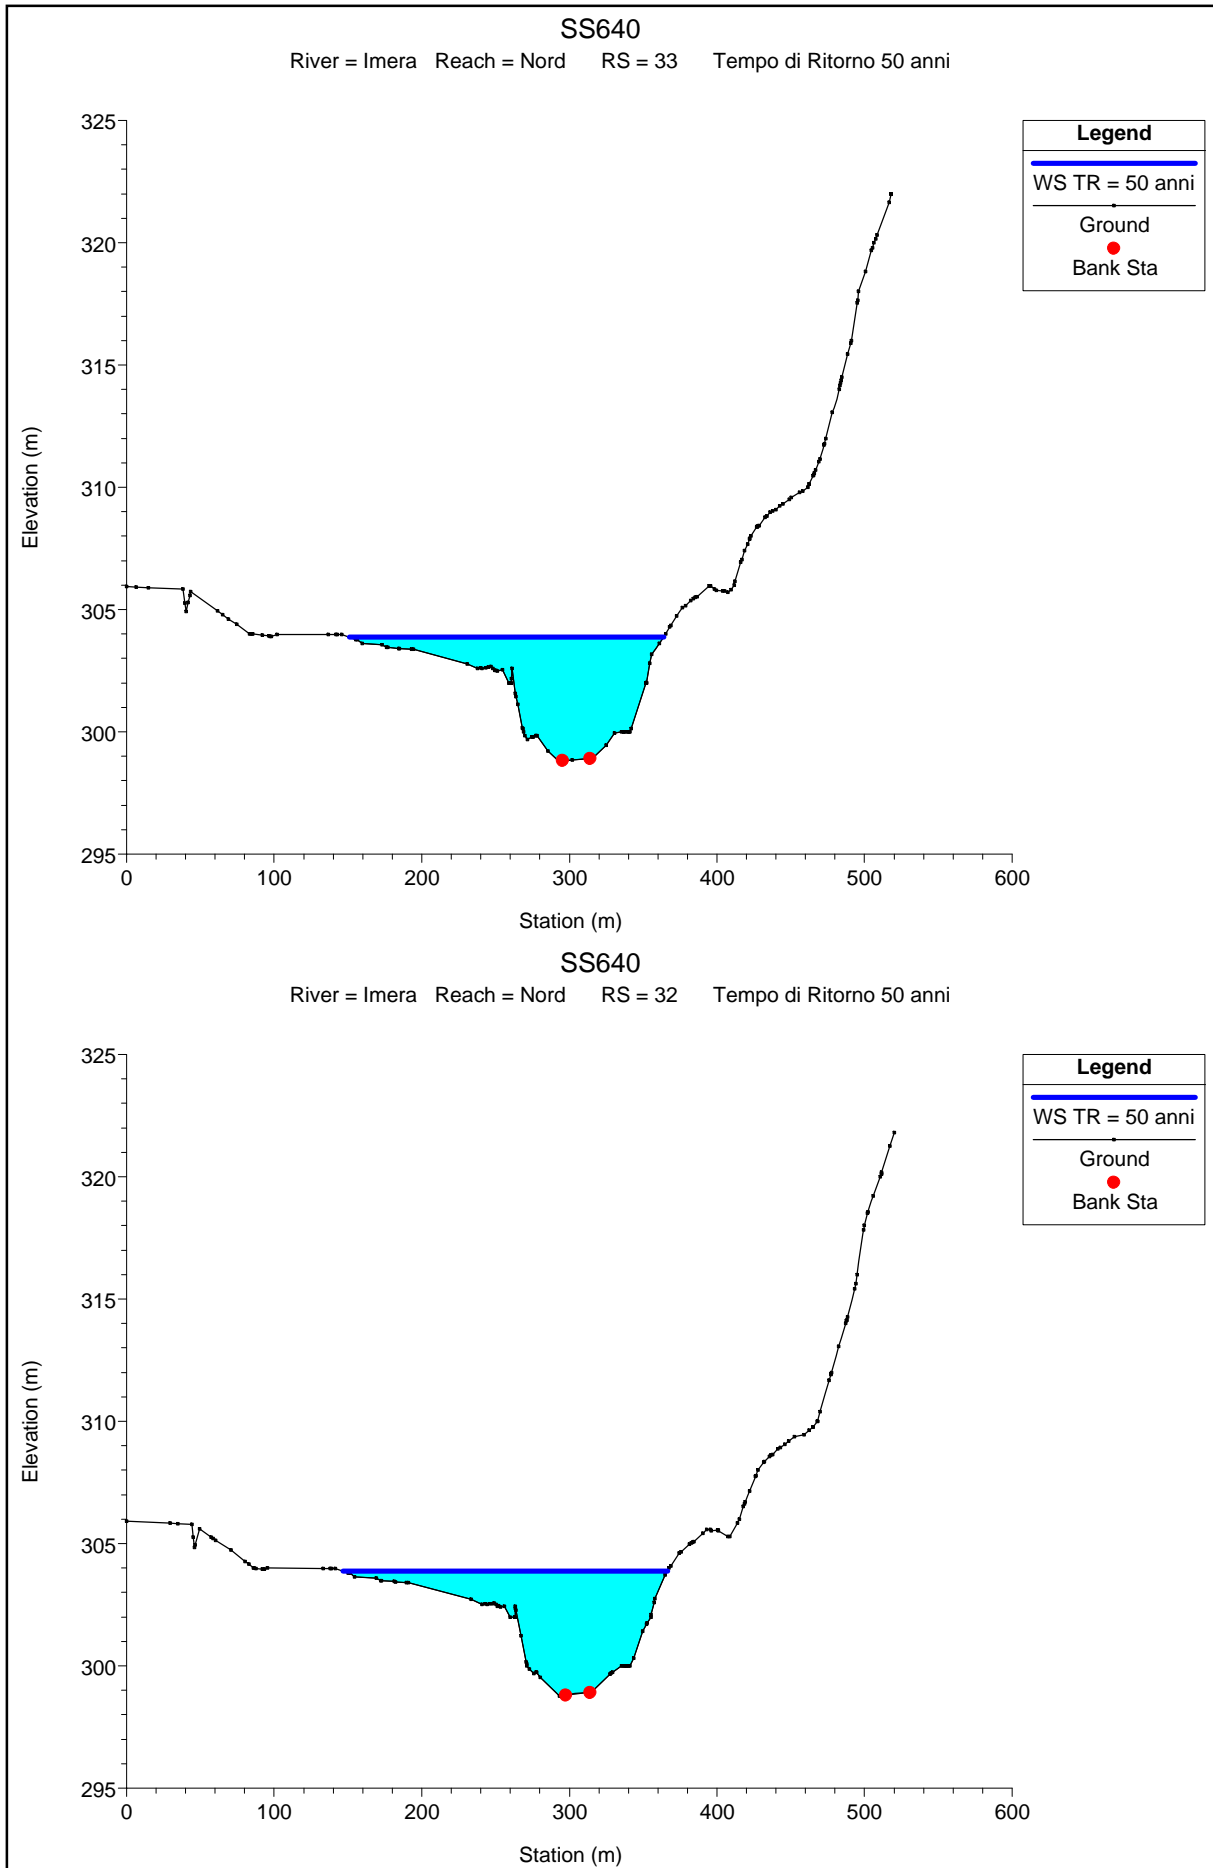 SS640
River = Imera   Reach = Nord      RS = 33      Tempo di Ritorno 50 anni
325
320
315
310
305
300
295
Elevation (m)
0 100 200 300 400 500 600
Station (m)
Legend
WS TR = 50 anni
Ground
Bank Sta
SS640
River = Imera   Reach = Nord      RS = 32      Tempo di Ritorno 50 anni
325
320
315
310
305
300
295
Elevation (m)
0 100 200 300 400 500 600
Station (m)
Legend
WS TR = 50 anni
Ground
Bank Sta